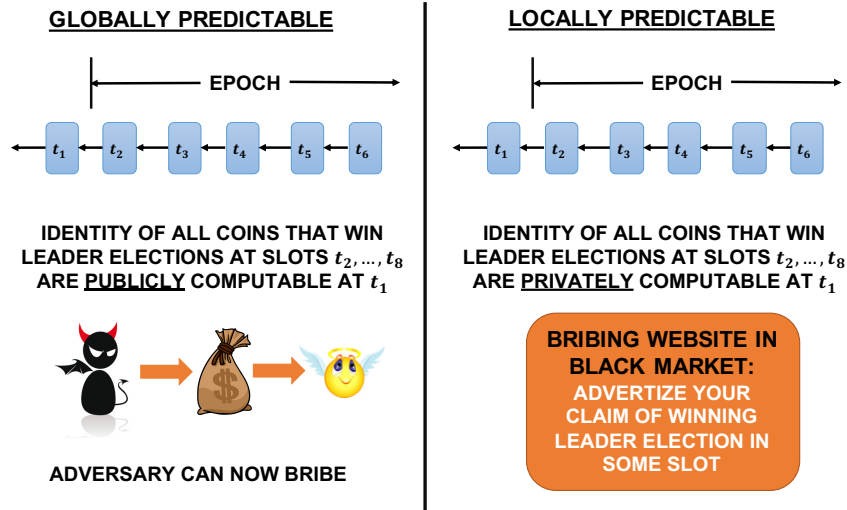 GLOBALLY PREDICTABLE
EPOCH
t₁ t₂ t₃ t₄ t₅ t₆
IDENTITY OF ALL COINS THAT WIN
LEADER ELECTIONS AT SLOTS t₂, ..., t₈
ARE PUBLICLY COMPUTABLE AT t₁
$
ADVERSARY CAN NOW BRIBE
LOCALLY PREDICTABLE
EPOCH
t₁ t₂ t₃ t₄ t₅ t₆
IDENTITY OF ALL COINS THAT WIN
LEADER ELECTIONS AT SLOTS t₂, ..., t₈
ARE PRIVATELY COMPUTABLE AT t₁
BRIBING WEBSITE IN
BLACK MARKET:
ADVERTIZE YOUR
CLAIM OF WINNING
LEADER ELECTION IN
SOME SLOT